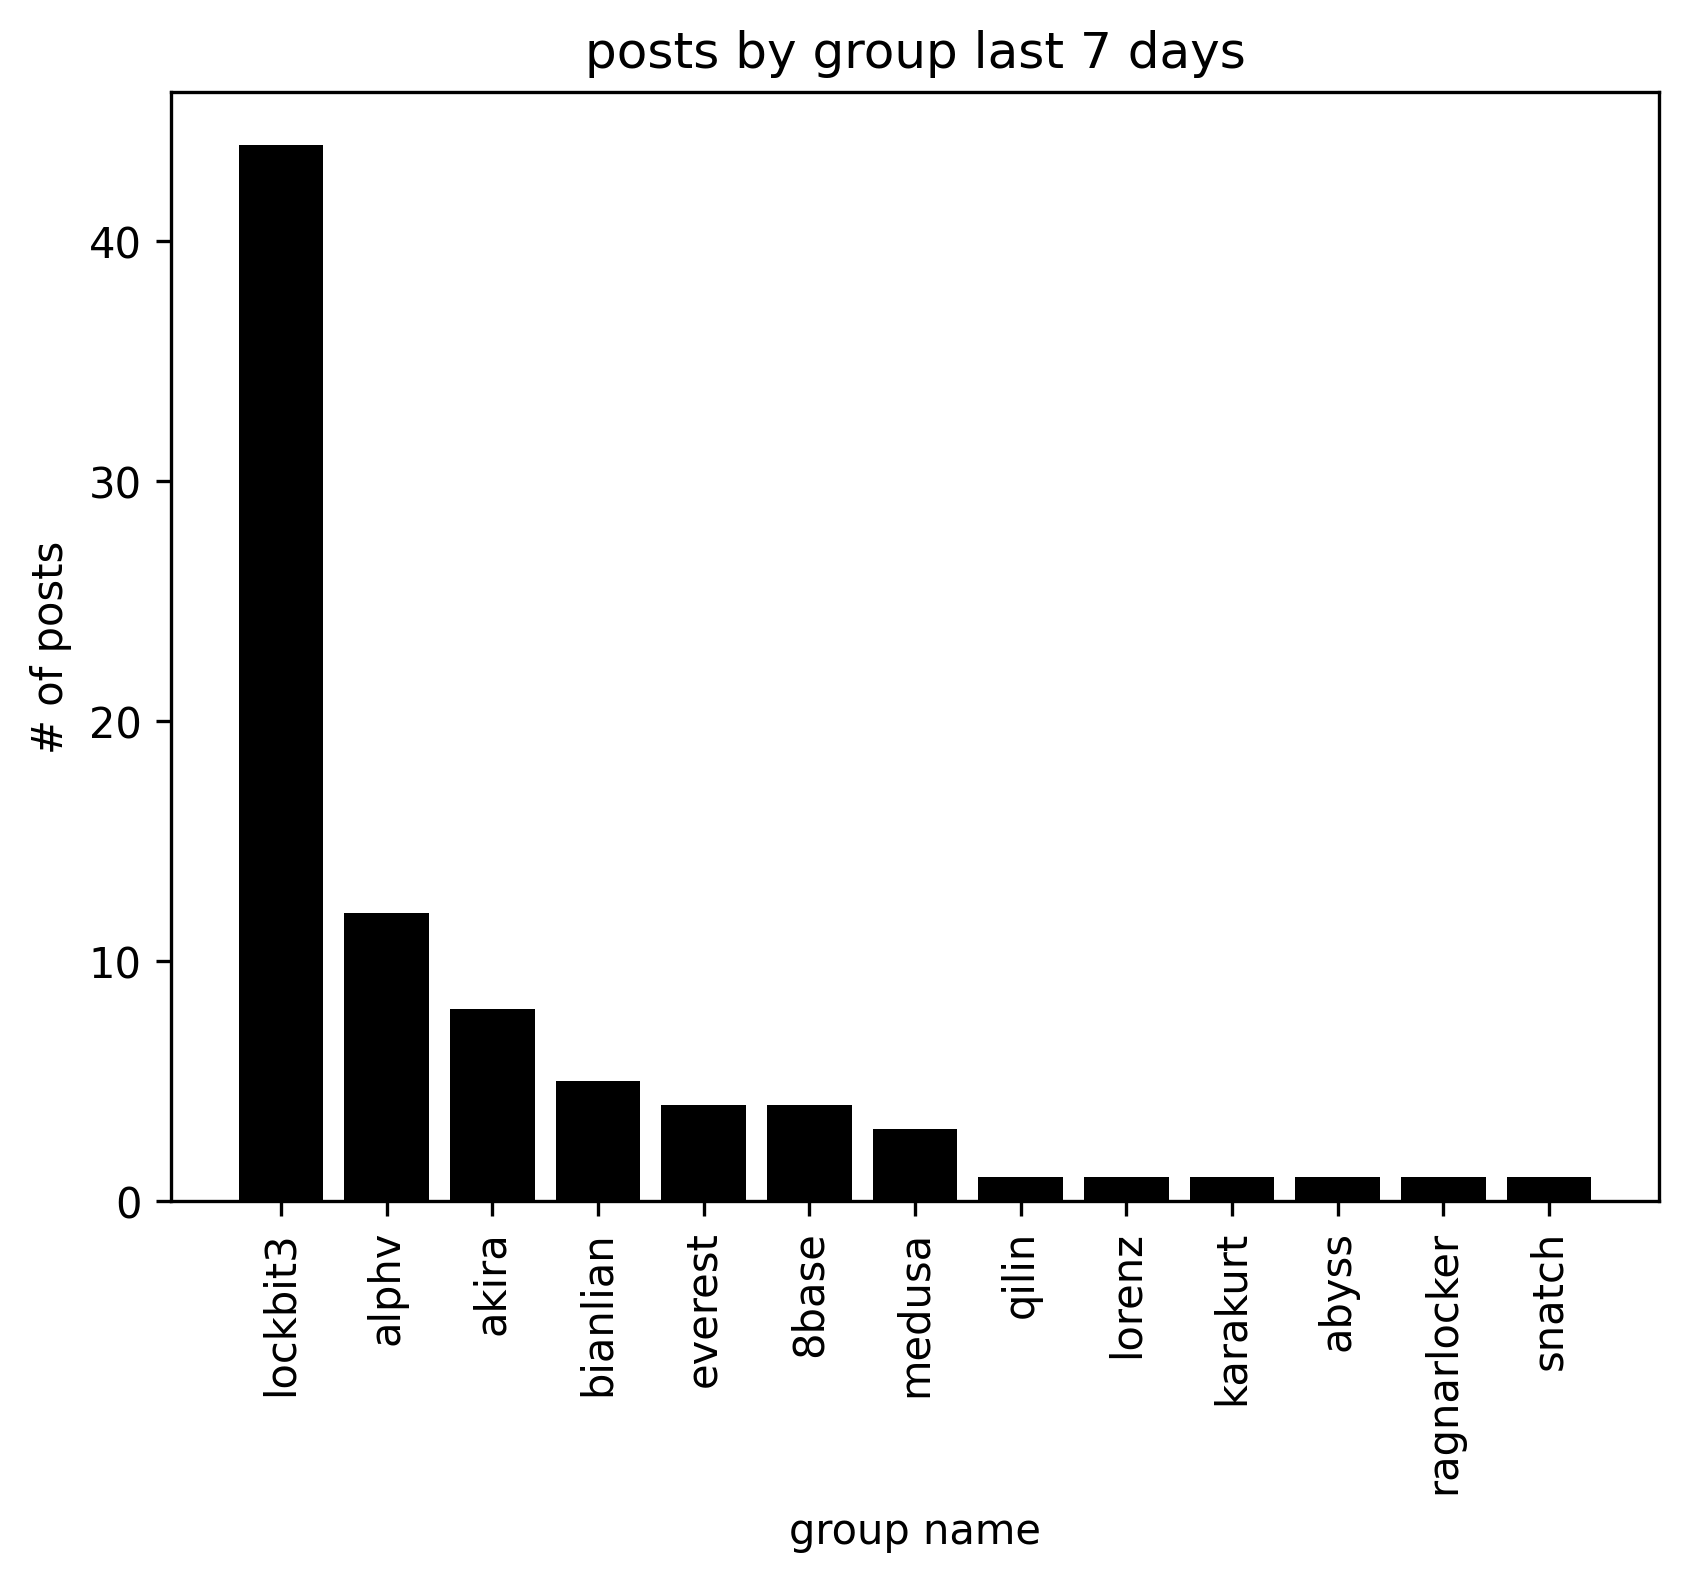 posts by group last 7 days
# of posts
40
30
20
10
0
lockbit3
alphv
akira
bianlian
everest
8base
medusa
qilin
lorenz
karakurt
abyss
ragnarlocker
snatch
group name